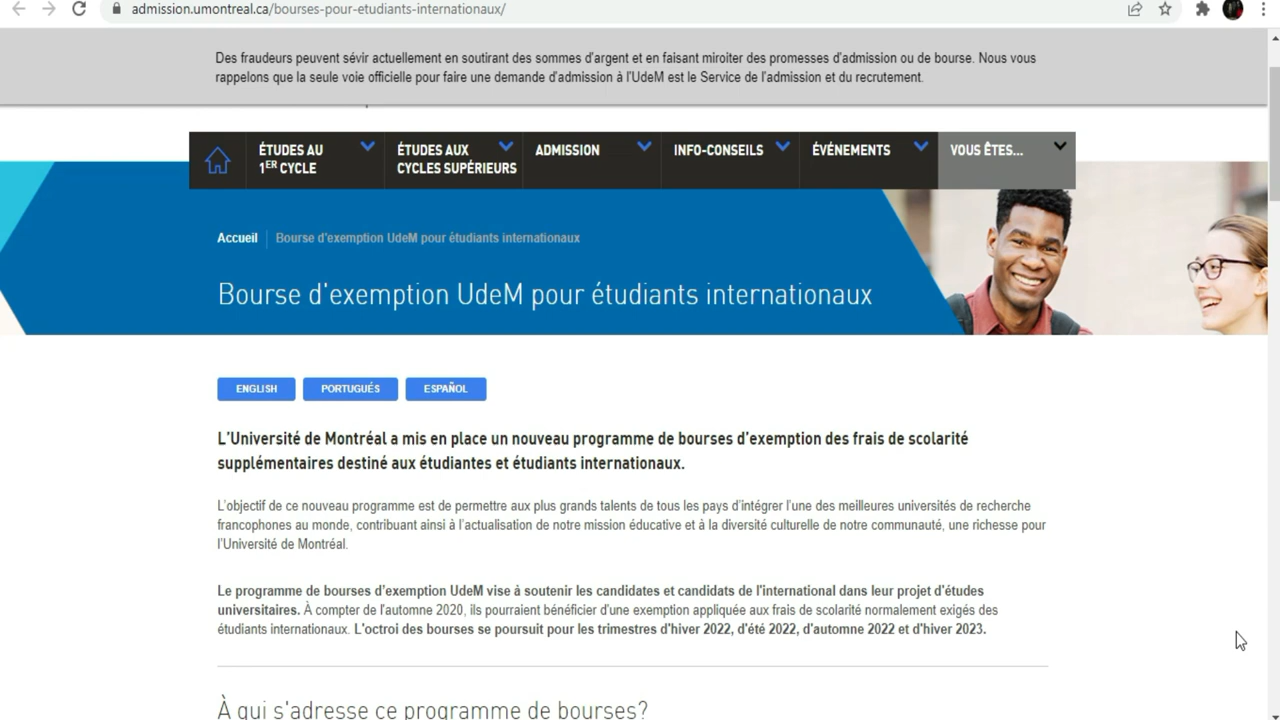 admission.umontreal.ca/bourses-pour-etudiants-internationaux/
Des fraudeurs peuvent sévir actuellement en soutirant des sommes d'argent et en faisant miroiter des promesses d'admission ou de bourse. Nous vous
rappelons que la seule voie officielle pour faire une demande d'admission à l'UdeM est le Service de l'admission et du recrutement.
ÉTUDES AU
1ER CYCLE
ÉTUDES AUX
CYCLES SUPÉRIEURS
ADMISSION
INFO-CONSEILS
ÉVÉNEMENTS
VOUS ÊTES...
Accueil
Bourse d'exemption UdeM pour étudiants internationaux
Bourse d'exemption UdeM pour étudiants internationaux
ENGLISH
PORTUGUÉS
ESPAÑOL
L'Université de Montréal a mis en place un nouveau programme de bourses d'exemption des frais de scolarité
supplémentaires destiné aux étudiantes et étudiants internationaux.
L'objectif de ce nouveau programme est de permettre aux plus grands talents de tous les pays d'intégrer l'une des meilleures universités de recherche
francophones au monde, contribuant ainsi à l'actualisation de notre mission éducative et à la diversité culturelle de notre communauté, une richesse pour
l'Université de Montréal.
Le programme de bourses d'exemption UdeM vise à soutenir les candidates et candidats de l'international dans leur projet d'études
universitaires. À compter de l'automne 2020, ils pourraient bénéficier d'une exemption appliquée aux frais de scolarité normalement exigés des
étudiants internationaux. L'octroi des bourses se poursuit pour les trimestres d'hiver 2022, d'été 2022, d'automne 2022 et d'hiver 2023.
À qui s'adresse ce programme de bourses?